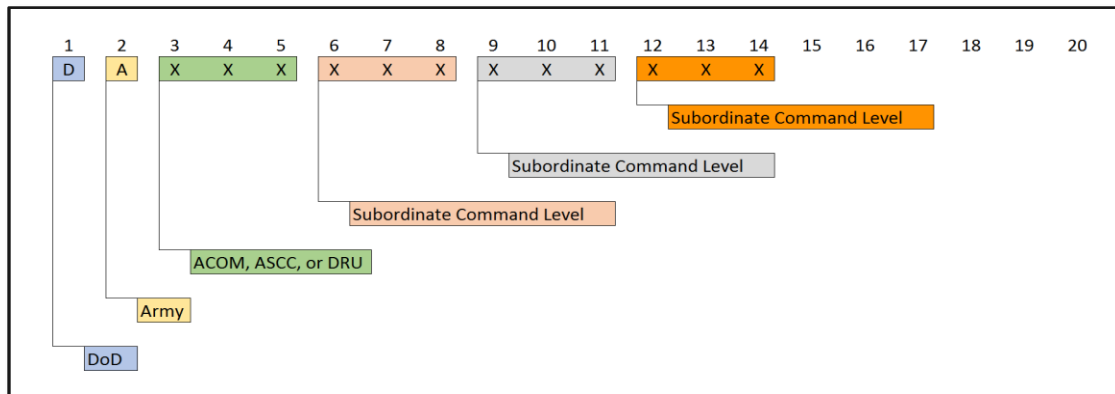 1 2 3 4 5 6 7 8 9 10 11 12 13 14 15 16 17 18 19 20
D A X X X X X X X X X X X X
Subordinate Command Level
Subordinate Command Level
Subordinate Command Level
ACOM, ASCC, or DRU
Army
DoD